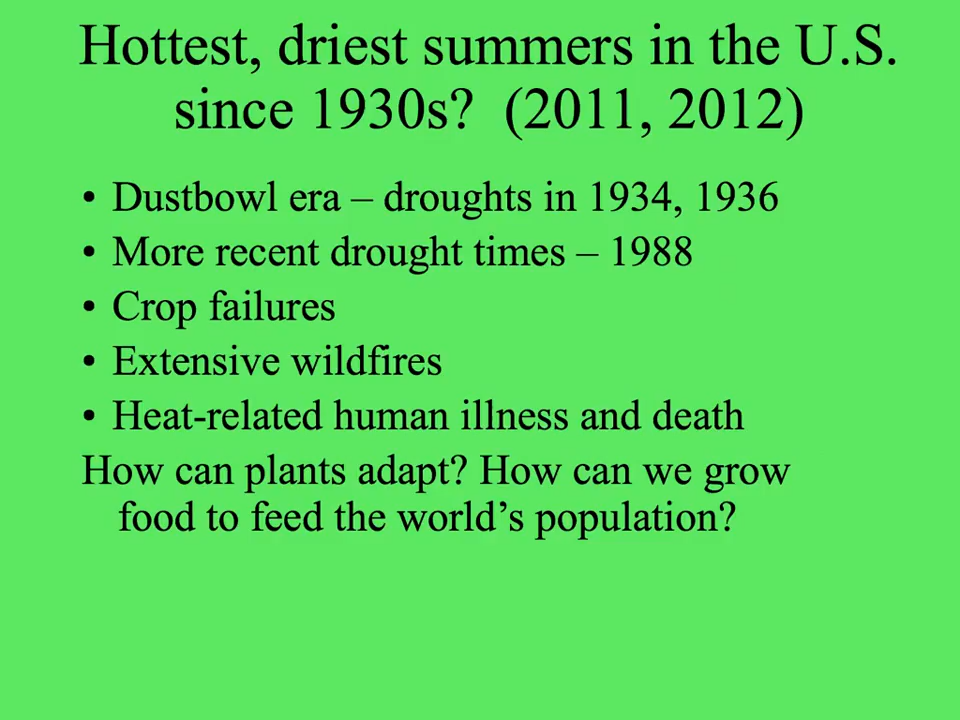 Hottest, driest summers in the U.S.
since 1930s?  (2011, 2012)
• Dustbowl era – droughts in 1934, 1936
• More recent drought times – 1988
• Crop failures
• Extensive wildfires
• Heat-related human illness and death
How can plants adapt? How can we grow
food to feed the world’s population?